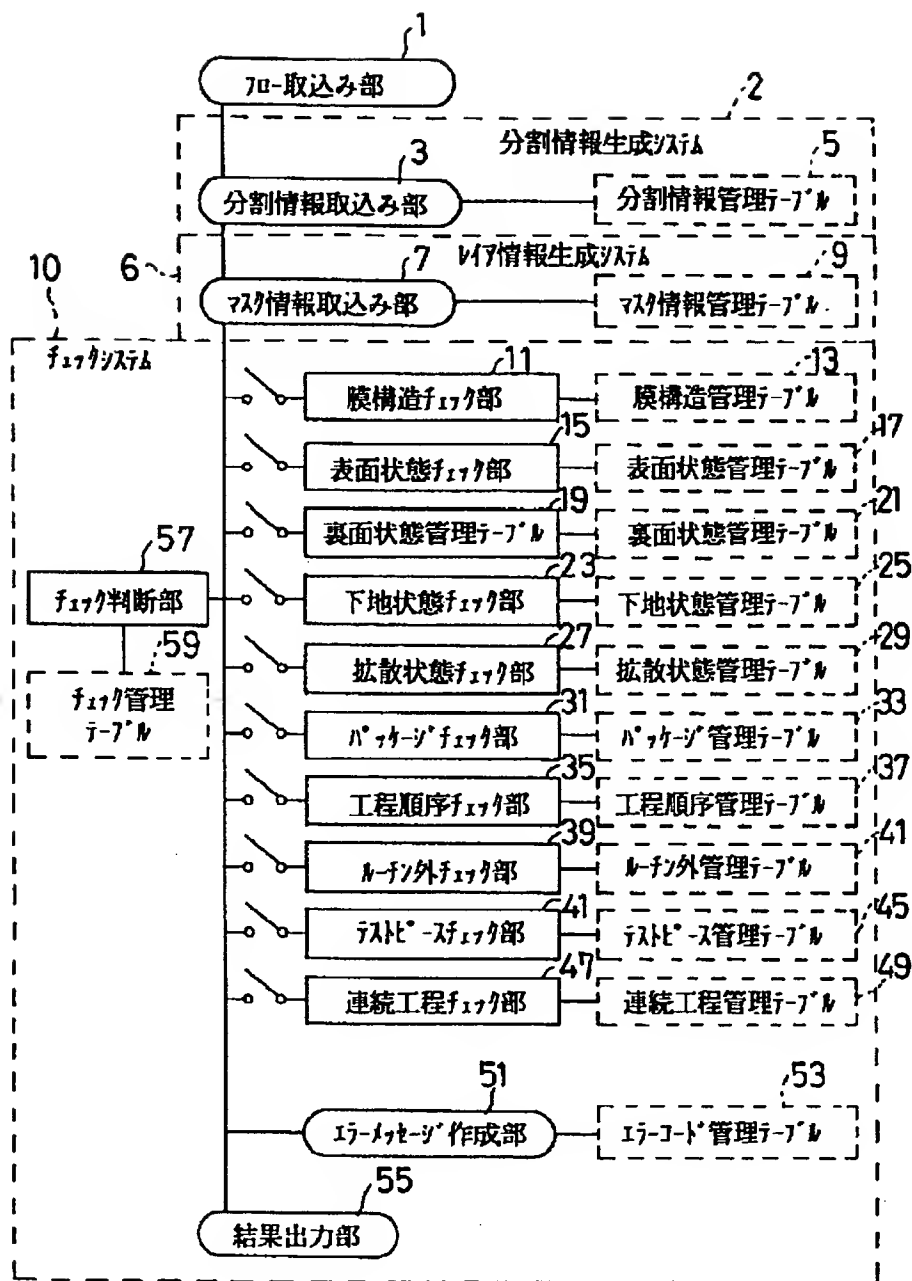 1
フロー取込み部
2
分割情報生成システム
3
5
分割情報取込み部
分割情報管理テーブル
10
6
レイア情報生成システム
7
9
マスク情報取込み部
マスク情報管理テーブル
チェックシステム
11
13
膜構造チェック部
膜構造管理テーブル
15
17
表面状態チェック部
表面状態管理テーブル
19
21
裏面状態管理テーブル
裏面状態管理テーブル
57
23
25
チェック判断部
下地状態チェック部
下地状態管理テーブル
59
27
29
チェック管理
テーブル
拡散状態チェック部
拡散状態管理テーブル
31
33
パッケージチェック部
パッケージ管理テーブル
35
37
工程順序チェック部
工程順序管理テーブル
39
41
ルーチン外チェック部
ルーチン外管理テーブル
41
45
テストピースチェック部
テストピース管理テーブル
47
49
連続工程チェック部
連続工程管理テーブル
51
53
エラーメッセージ作成部
エラーコード管理テーブル
55
結果出力部